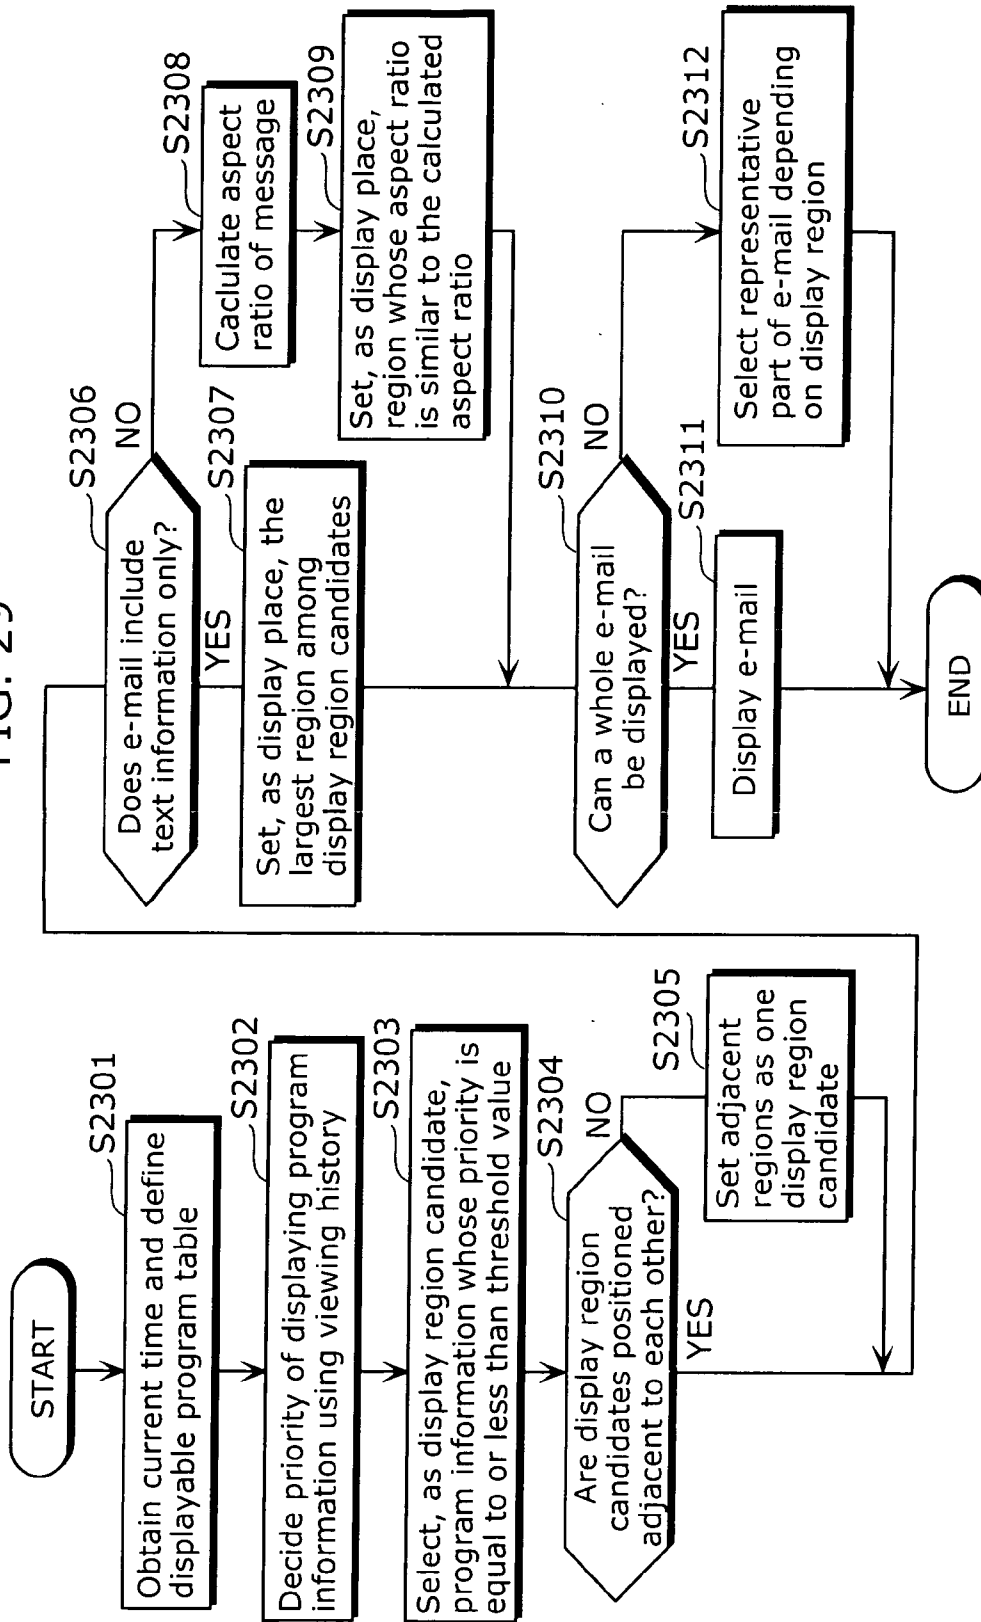 FIG. 29
START
S2301
Obtain current time and define
displayable program table
S2302
Decide priority of displaying program
information using viewing history
S2303
Select, as display region candidate,
program information whose priority is
equal to or less than threshold value
S2304
Are display region
candidates positioned
adjacent to each other?
NO
YES
S2305
Set adjacent
regions as one
display region
candidate
S2306
Does e-mail include
text information only?
NO
YES
S2307
Set, as display place, the
largest region among
display region candidates
S2308
Caclulate aspect
ratio of message
S2309
Set, as display place,
region whose aspect ratio
is similar to the calculated
aspect ratio
S2310
Can a whole e-mail
be displayed?
NO
YES
S2311
Display e-mail
S2312
Select representative
part of e-mail depending
on display region
END